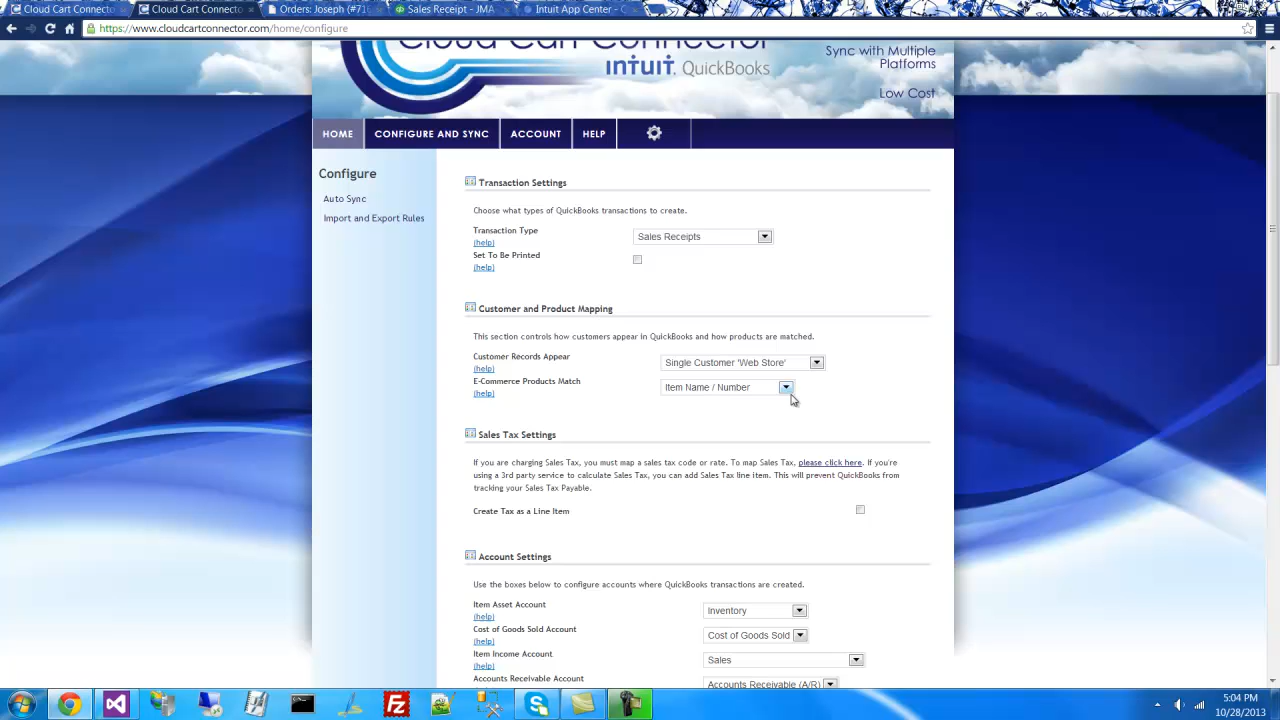 Cloud Cart Connector
Cloud Cart Connector
Orders: Joseph (#71
Sales Receipt - JMA
Intuit App Center - C
https://www.cloudcartconnector.com/home/configure
Cloud Cart Connector
intuit. QuickBooks
Sync with Multiple
Platforms
Low Cost
HOME
CONFIGURE AND SYNC
ACCOUNT
HELP
Configure
Auto Sync
Import and Export Rules
Transaction Settings
Choose what types of QuickBooks transactions to create.
Transaction Type
(help)
Sales Receipts
Set To Be Printed
(help)
Customer and Product Mapping
This section controls how customers appear in QuickBooks and how products are matched.
Customer Records Appear
(help)
Single Customer 'Web Store'
E-Commerce Products Match
(help)
Item Name / Number
Sales Tax Settings
If you are charging Sales Tax, you must map a sales tax code or rate. To map Sales Tax, please click here. If you're
using a 3rd party service to calculate Sales Tax, you can add Sales Tax line item. This will prevent QuickBooks from
tracking your Sales Tax Payable.
Create Tax as a Line Item
Account Settings
Use the boxes below to configure accounts where QuickBooks transactions are created.
Item Asset Account
(help)
Inventory
Cost of Goods Sold Account
(help)
Cost of Goods Sold
Item Income Account
(help)
Sales
Accounts Receivable Account
Accounts Receivable (A/R)
5:04 PM
10/28/2013